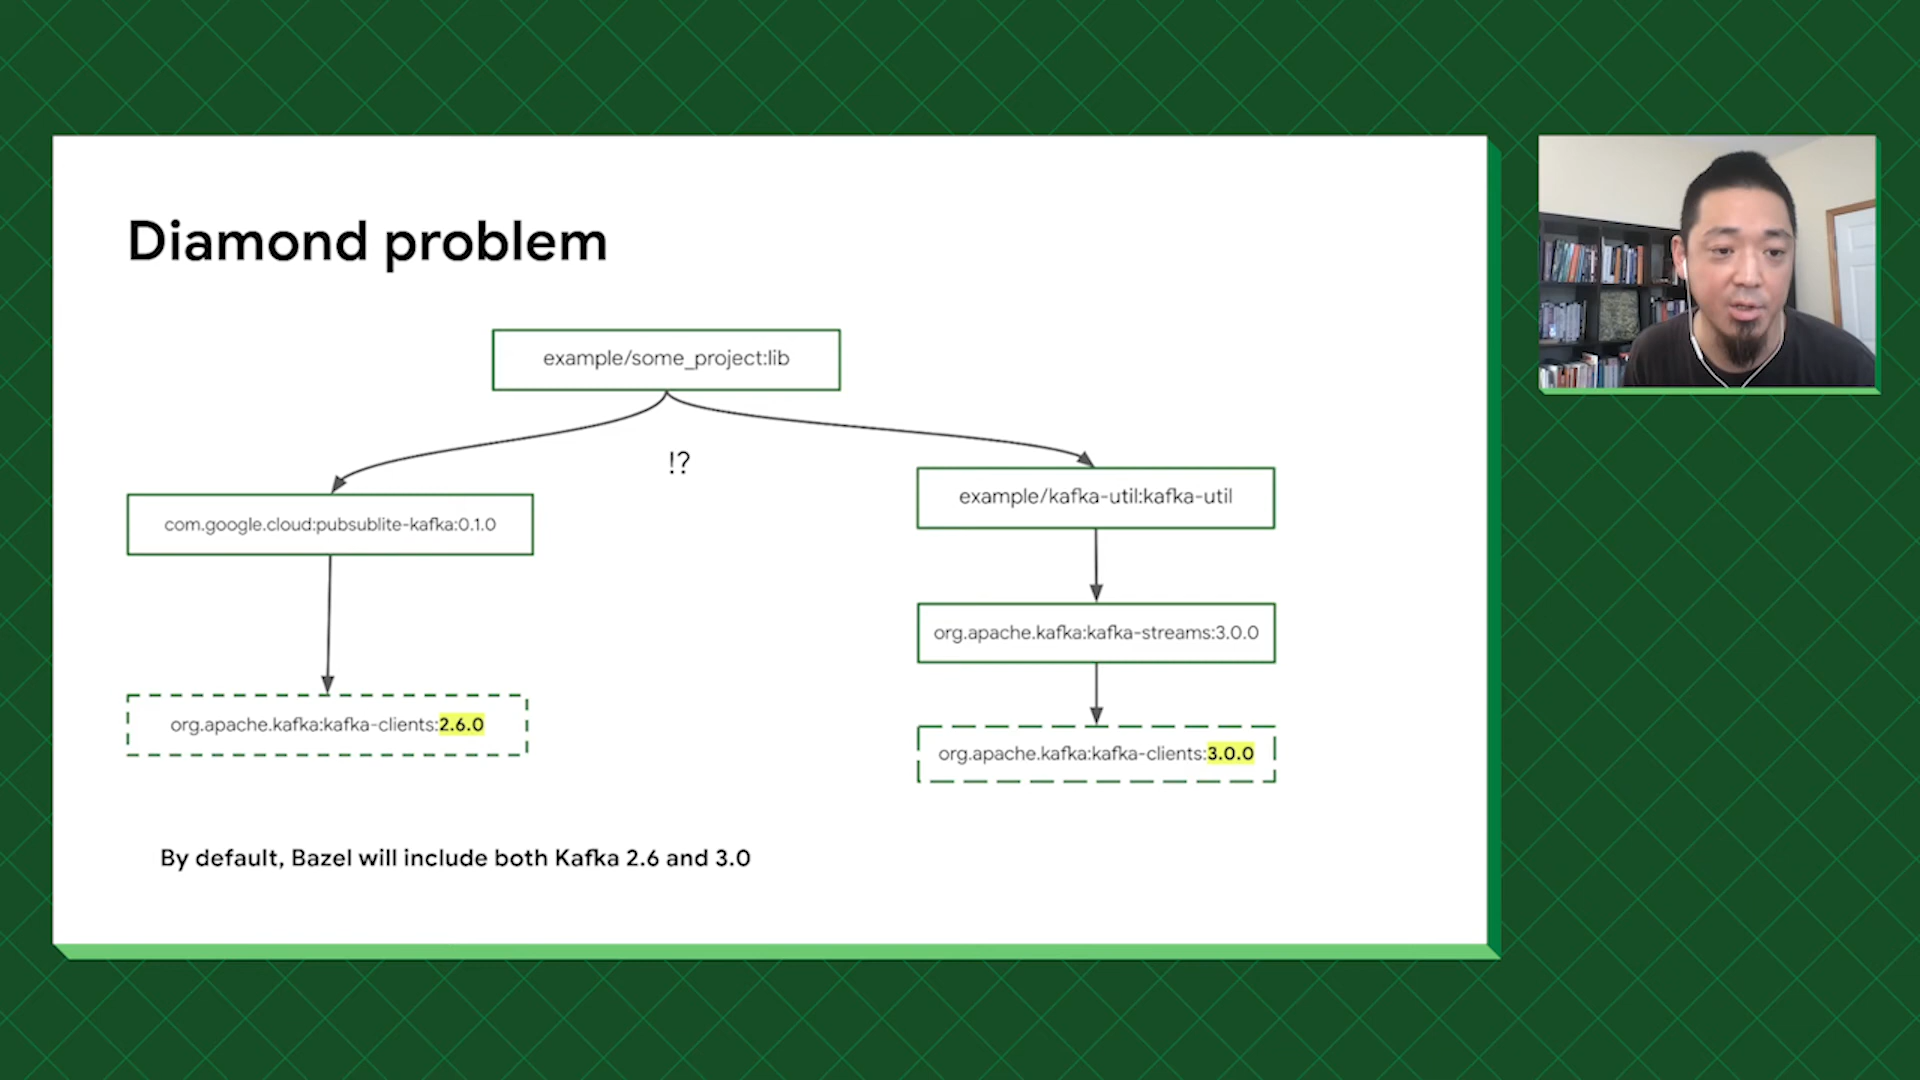 Diamond problem
example/some_project:lib
!?
com.google.cloud:pubsublite-kafka:0.1.0
example/kafka-util:kafka-util
org.apache.kafka:kafka-streams:3.0.0
org.apache.kafka:kafka-clients:2.6.0
org.apache.kafka:kafka-clients:3.0.0
By default, Bazel will include both Kafka 2.6 and 3.0